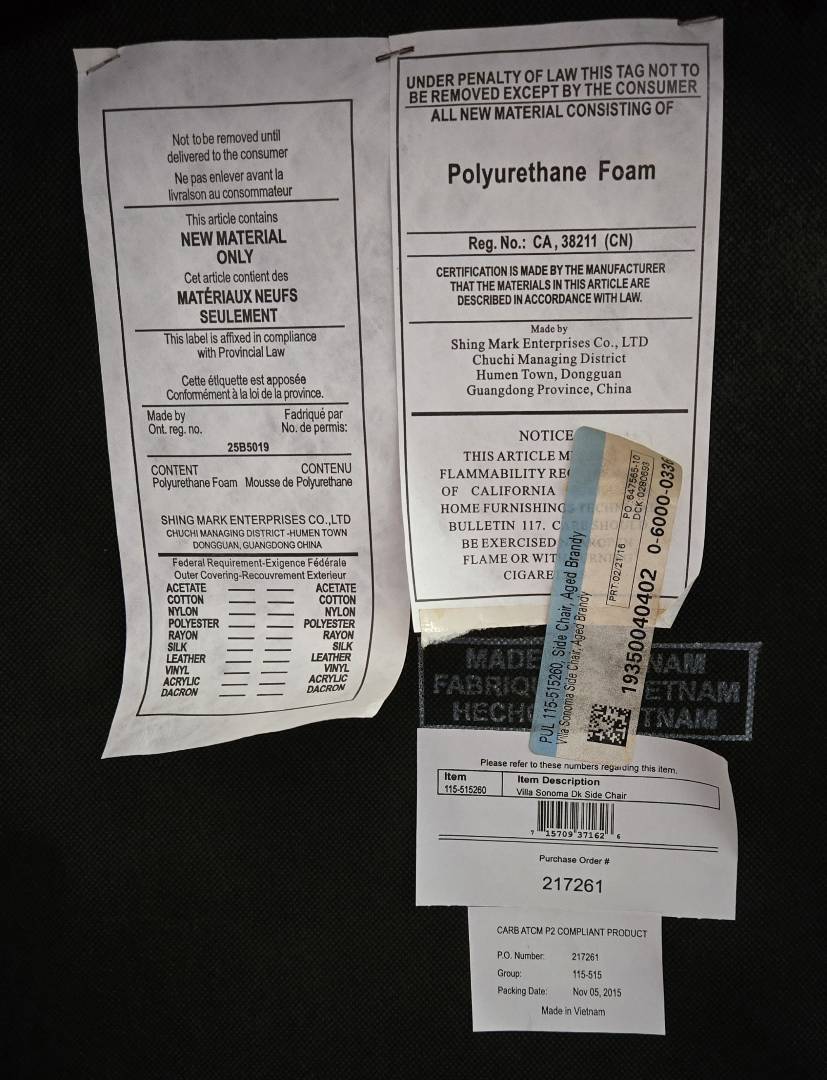 Not to be removed until
delivered to the consumer
Ne pas enlever avant la
livraison au consommateur
This article contains
NEW MATERIAL
ONLY
Cet article contient des
MATÉRIAUX NEUFS
SEULEMENT
This label is affixed in compliance
with Provincial Law
Cette étlquette est apposée
Conformément à la loi de la province.
Made by Fadriqué par
Ont. reg. no. No. de permis:
25B5019
CONTENT CONTENU
Polyurethane Foam Mousse de Polyurethane
SHING MARK ENTERPRISES CO.,LTD
CHUCHI MANAGING DISTRICT -HUMEN TOWN
DONGGUAN, GUANGDONG CHINA
Federal Requirement-Exigence Fédérale
Outer Covering-Recouvrement Exterieur
ACETATE ACETATE
COTTON COTTON
NYLON NYLON
POLYESTER POLYESTER
RAYON RAYON
SILK SILK
LEATHER LEATHER
VINYL VINYL
ACRYLIC ACRYLIC
DACRON DACRON
UNDER PENALTY OF LAW THIS TAG NOT TO
BE REMOVED EXCEPT BY THE CONSUMER
ALL NEW MATERIAL CONSISTING OF
Polyurethane Foam
Reg. No.: CA, 38211 (CN)
CERTIFICATION IS MADE BY THE MANUFACTURER
THAT THE MATERIALS IN THIS ARTICLE ARE
DESCRIBED IN ACCORDANCE WITH LAW.
Made by
Shing Mark Enterprises Co., LTD
Chuchi Managing District
Humen Town, Dongguan
Guangdong Province, China
NOTICE
THIS ARTICLE M
FLAMMABILITY RE
OF CALIFORNIA
HOME FURNISHING
BULLETIN 117. CA
BE EXERCISED
FLAME OR WIT
CIGARE
PUL 115-515260, Side Chair, Aged Brandy
Villa Sonoma Side Chair, Aged Brandy
PRT:02/21/16
PO: 647565-10
DCK:0280693
19350040402 0-6000-0336
MADE NAM
FABRIQ ETNAM
HECH TNAM
Please refer to these numbers regarding this item.
Item Item Description
115-515260 Villa Sonoma Dk Side Chair
7 15709 37162 6
Purchase Order #
217261
CARB ATCM P2 COMPLIANT PRODUCT
P.O. Number: 217261
Group: 115-515
Packing Date: Nov 05, 2015
Made in Vietnam